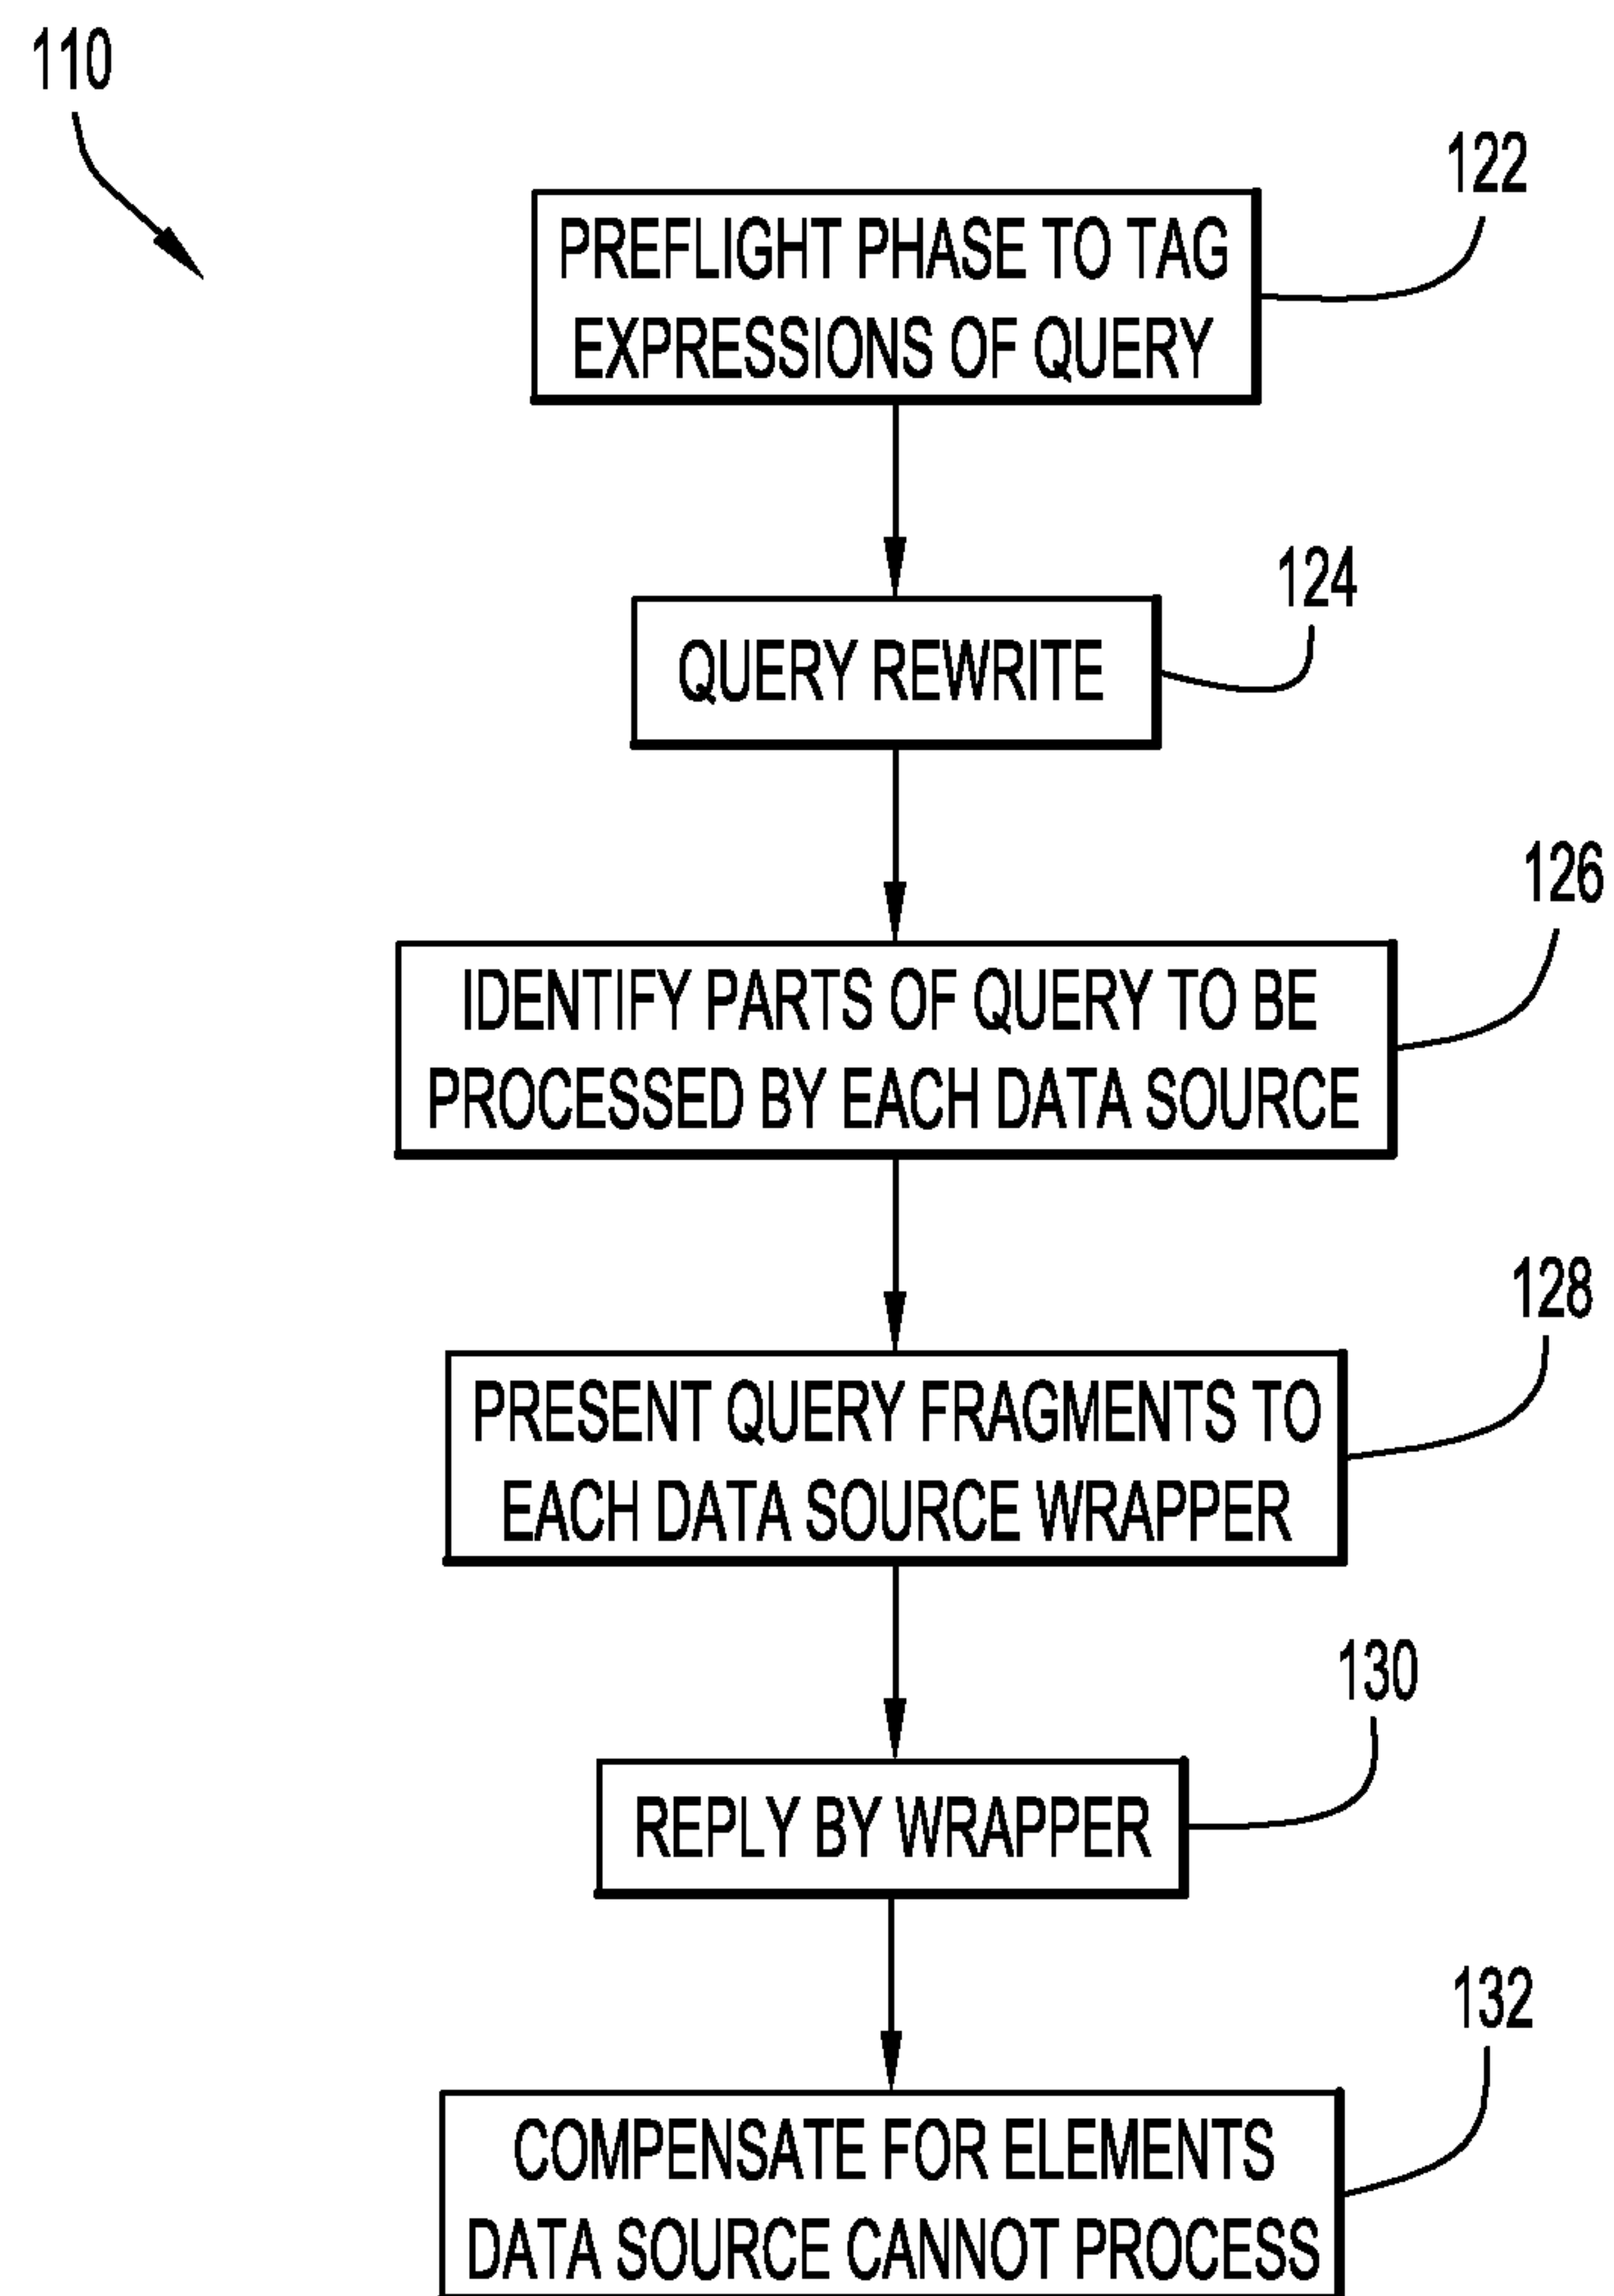 110
122
PREFLIGHT PHASE TO TAG
EXPRESSIONS OF QUERY
124
QUERY REWRITE
126
IDENTIFY PARTS OF QUERY TO BE
PROCESSED BY EACH DATA SOURCE
128
PRESENT QUERY FRAGMENTS TO
EACH DATA SOURCE WRAPPER
130
REPLY BY WRAPPER
132
COMPENSATE FOR ELEMENTS
DATA SOURCE CANNOT PROCESS